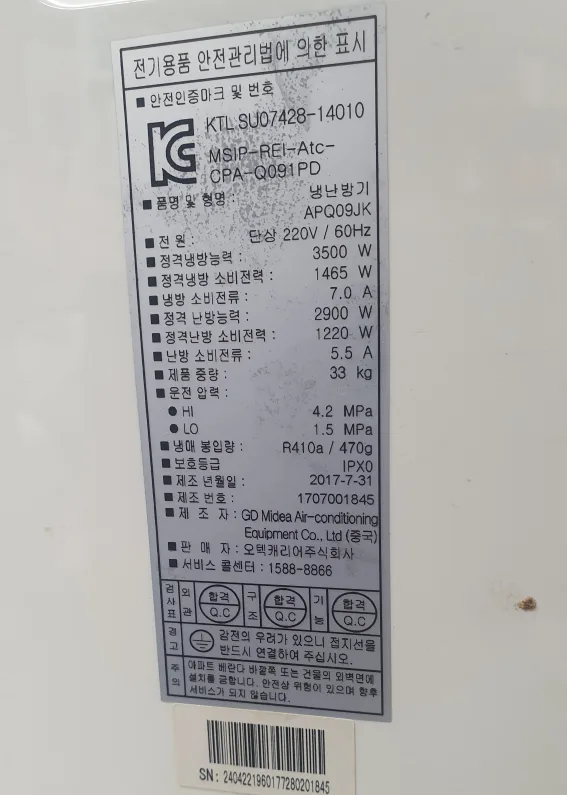 전기용품 안전관리법에 의한 표시
■ 안전인증마크 및 번호
KTL SU07428-14010
MSIP-REI-Atc-
CPA-Q091PD
■ 품명 및 형명 : 냉난방기
APQ09JK
■ 전 원 : 단상 220V / 60Hz
■ 정격냉방능력 : 3500 W
■ 정격냉방 소비전력 : 1465 W
■ 냉방 소비전류 : 7.0 A
■ 정격 난방능력 : 2900 W
■ 정격난방 소비전력 : 1220 W
■ 난방 소비전류 : 5.5 A
■ 제품 중량 : 33 kg
■ 운전 압력 :
● HI 4.2 MPa
● LO 1.5 MPa
■ 냉매 봉입량 : R410a / 470g
■ 보호등급 IPX0
■ 제조 년월일 : 2017-7-31
■ 제조 번호 : 1707001845
■ 제 조 자 : GD Midea Air-conditioning
Equipment Co., Ltd (중국)
■ 판 매 자 : 오텍캐리어주식회사
■ 서비스 콜센터 : 1588-8866
검사표 외관 합격 Q.C 구조 합격 Q.C 기능 합격 Q.C
경고 감전의 우려가 있으니 접지선을
반드시 연결하여 주십시오.
주의 아파트 베란다 바깥쪽 또는 건물의 외벽면에
설치를 금합니다. 안전상 위험이 있으며 향후
서비스가 되지 않습니다.
SN: 2404221960177280201845